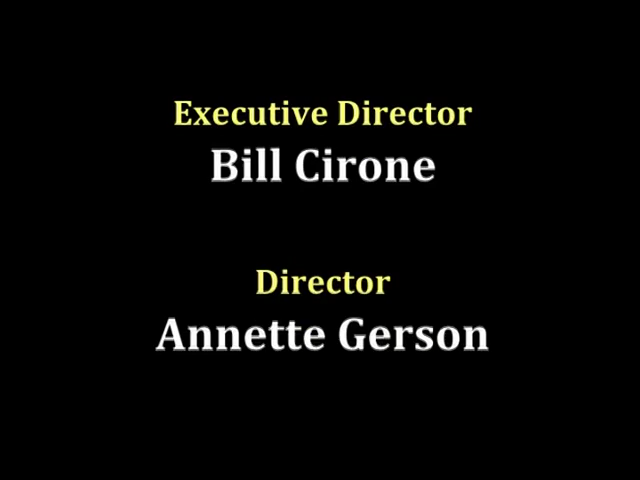 Executive Director
Bill Cirone
Director
Annette Gerson